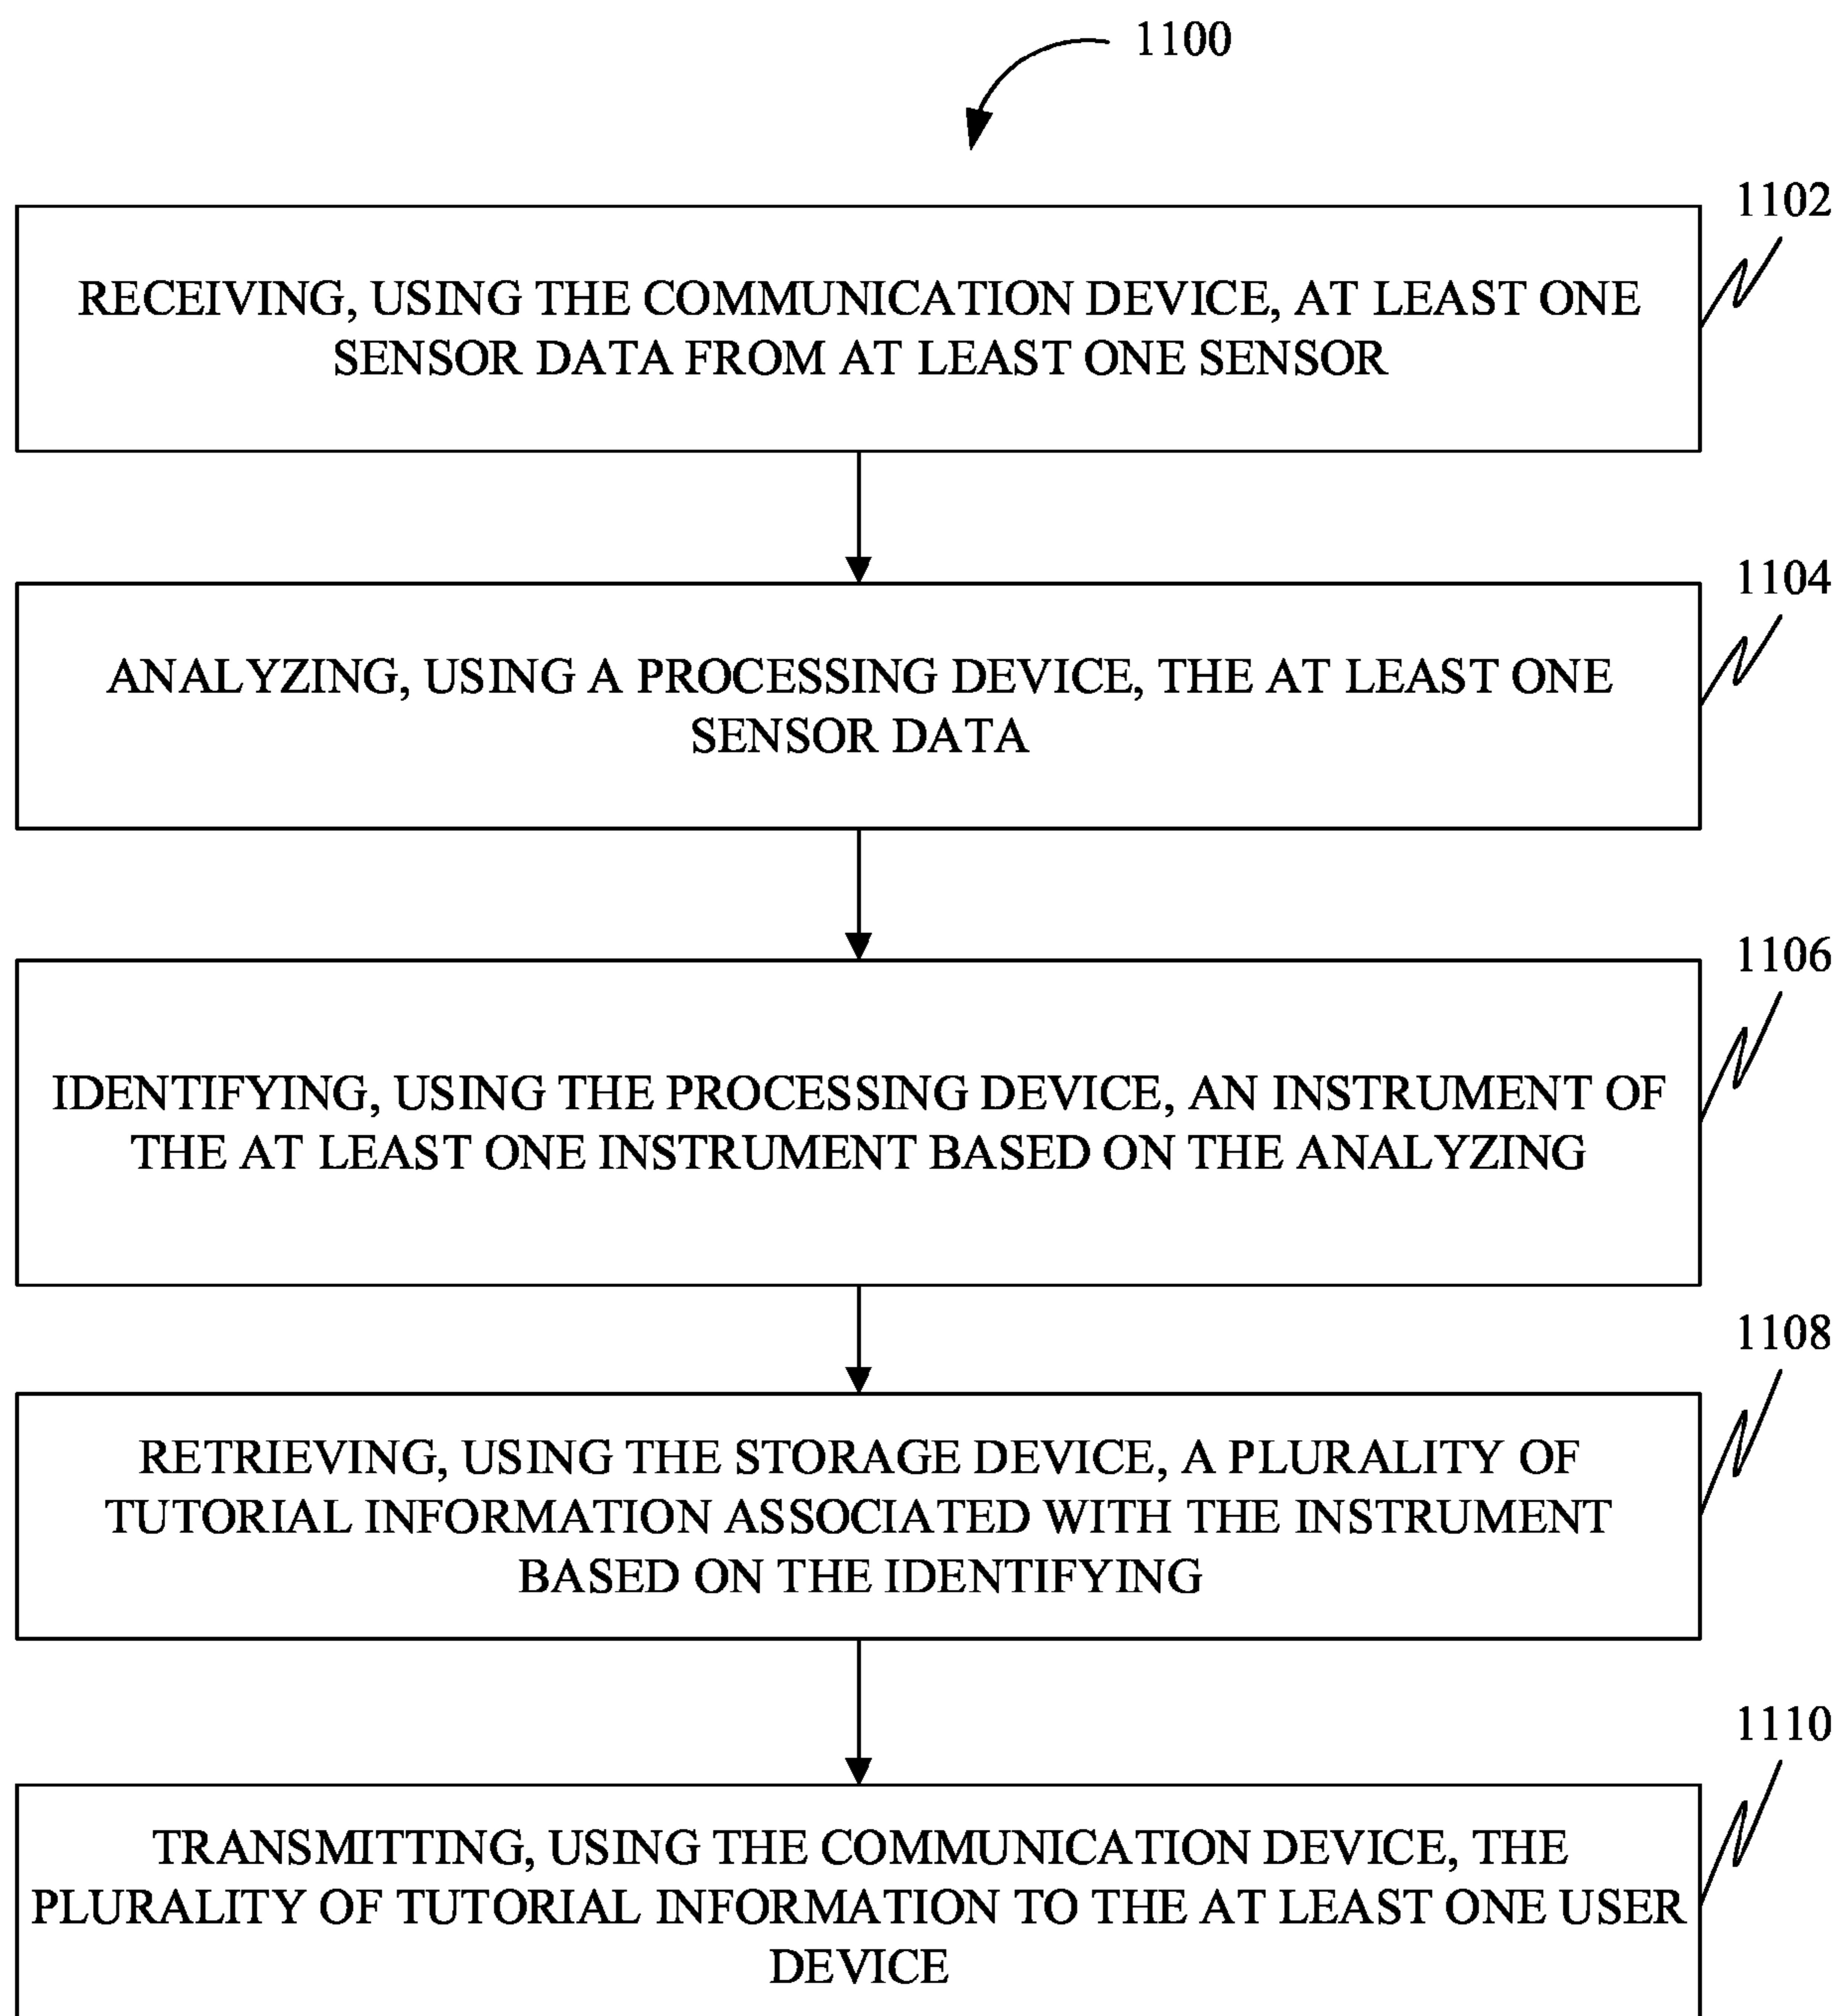 1100
1102
RECEIVING, USING THE COMMUNICATION DEVICE, AT LEAST ONE
SENSOR DATA FROM AT LEAST ONE SENSOR
1104
ANALYZING, USING A PROCESSING DEVICE, THE AT LEAST ONE
SENSOR DATA
1106
IDENTIFYING, USING THE PROCESSING DEVICE, AN INSTRUMENT OF
THE AT LEAST ONE INSTRUMENT BASED ON THE ANALYZING
1108
RETRIEVING, USING THE STORAGE DEVICE, A PLURALITY OF
TUTORIAL INFORMATION ASSOCIATED WITH THE INSTRUMENT
BASED ON THE IDENTIFYING
1110
TRANSMITTING, USING THE COMMUNICATION DEVICE, THE
PLURALITY OF TUTORIAL INFORMATION TO THE AT LEAST ONE USER
DEVICE